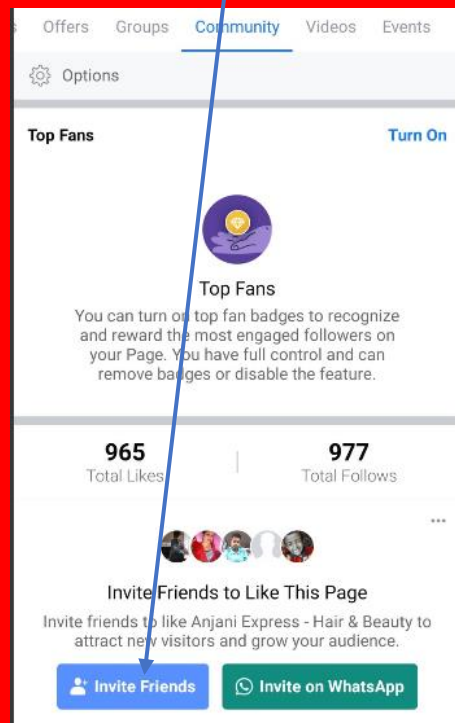 s Offers Groups Community Videos Events
Options
Top Fans Turn On
Top Fans
You can turn on top fan badges to recognize
and reward the most engaged followers on
your Page. You have full control and can
remove badges or disable the feature.
965 977
Total Likes Total Follows
Invite Friends to Like This Page
Invite friends to like Anjani Express - Hair & Beauty to
attract new visitors and grow your audience.
Invite Friends Invite on WhatsApp